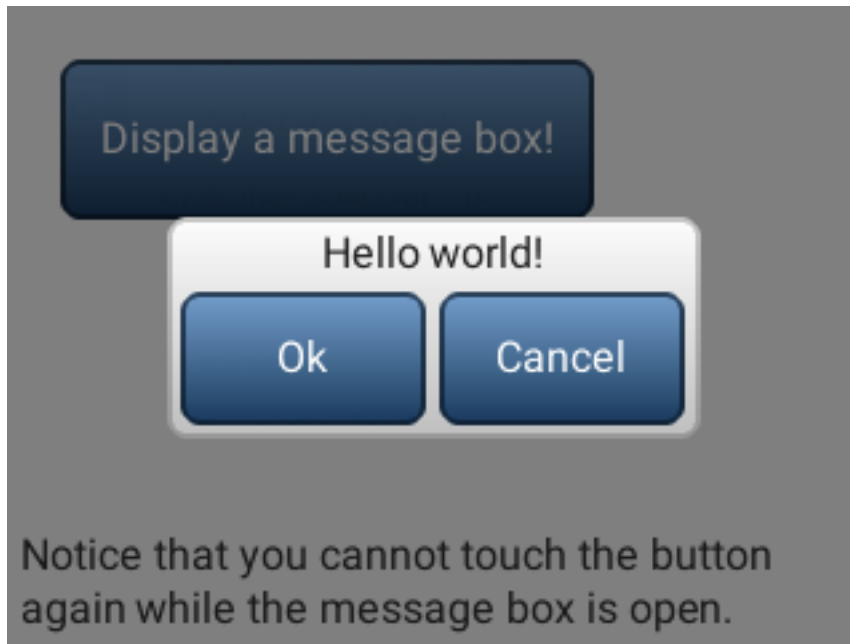 Display a message box!
Hello world!
Ok
Cancel
Notice that you cannot touch the button
again while the message box is open.